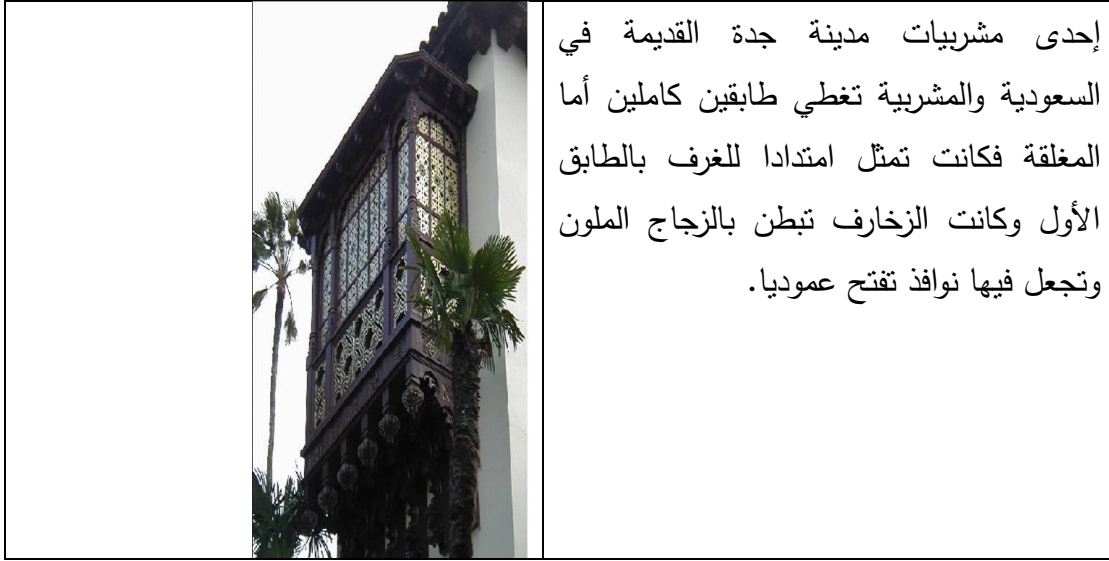 إحدى مشربيات مدينة جدة القديمة في
السعودية والمشربية تغطي طابقين كاملين أما
المغلقة فكانت تمثل امتدادا للغرف بالطابق
الأول وكانت الزخارف تبطن بالزجاج الملون
وتجعل فيها نوافذ تفتح عموديا.